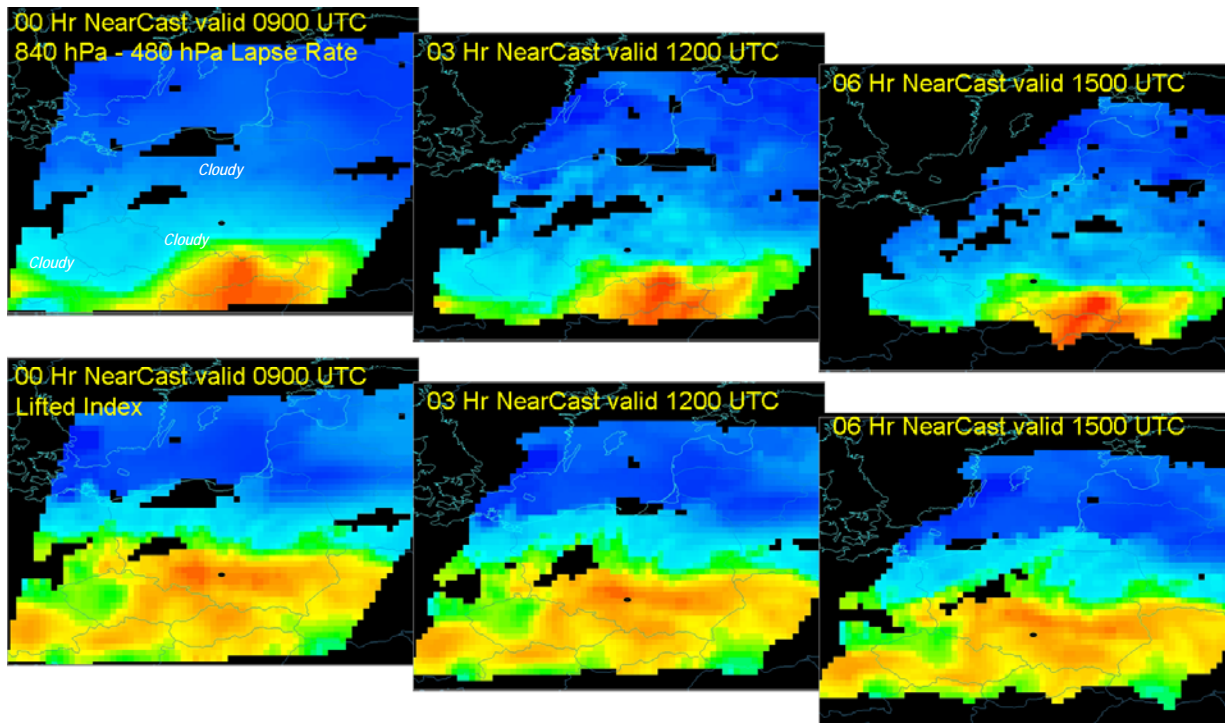 00 Hr NearCast valid 0900 UTC
840 hPa - 480 hPa Lapse Rate
Cloudy
Cloudy
Cloudy
03 Hr NearCast valid 1200 UTC
06 Hr NearCast valid 1500 UTC
00 Hr NearCast valid 0900 UTC
Lifted Index
03 Hr NearCast valid 1200 UTC
06 Hr NearCast valid 1500 UTC